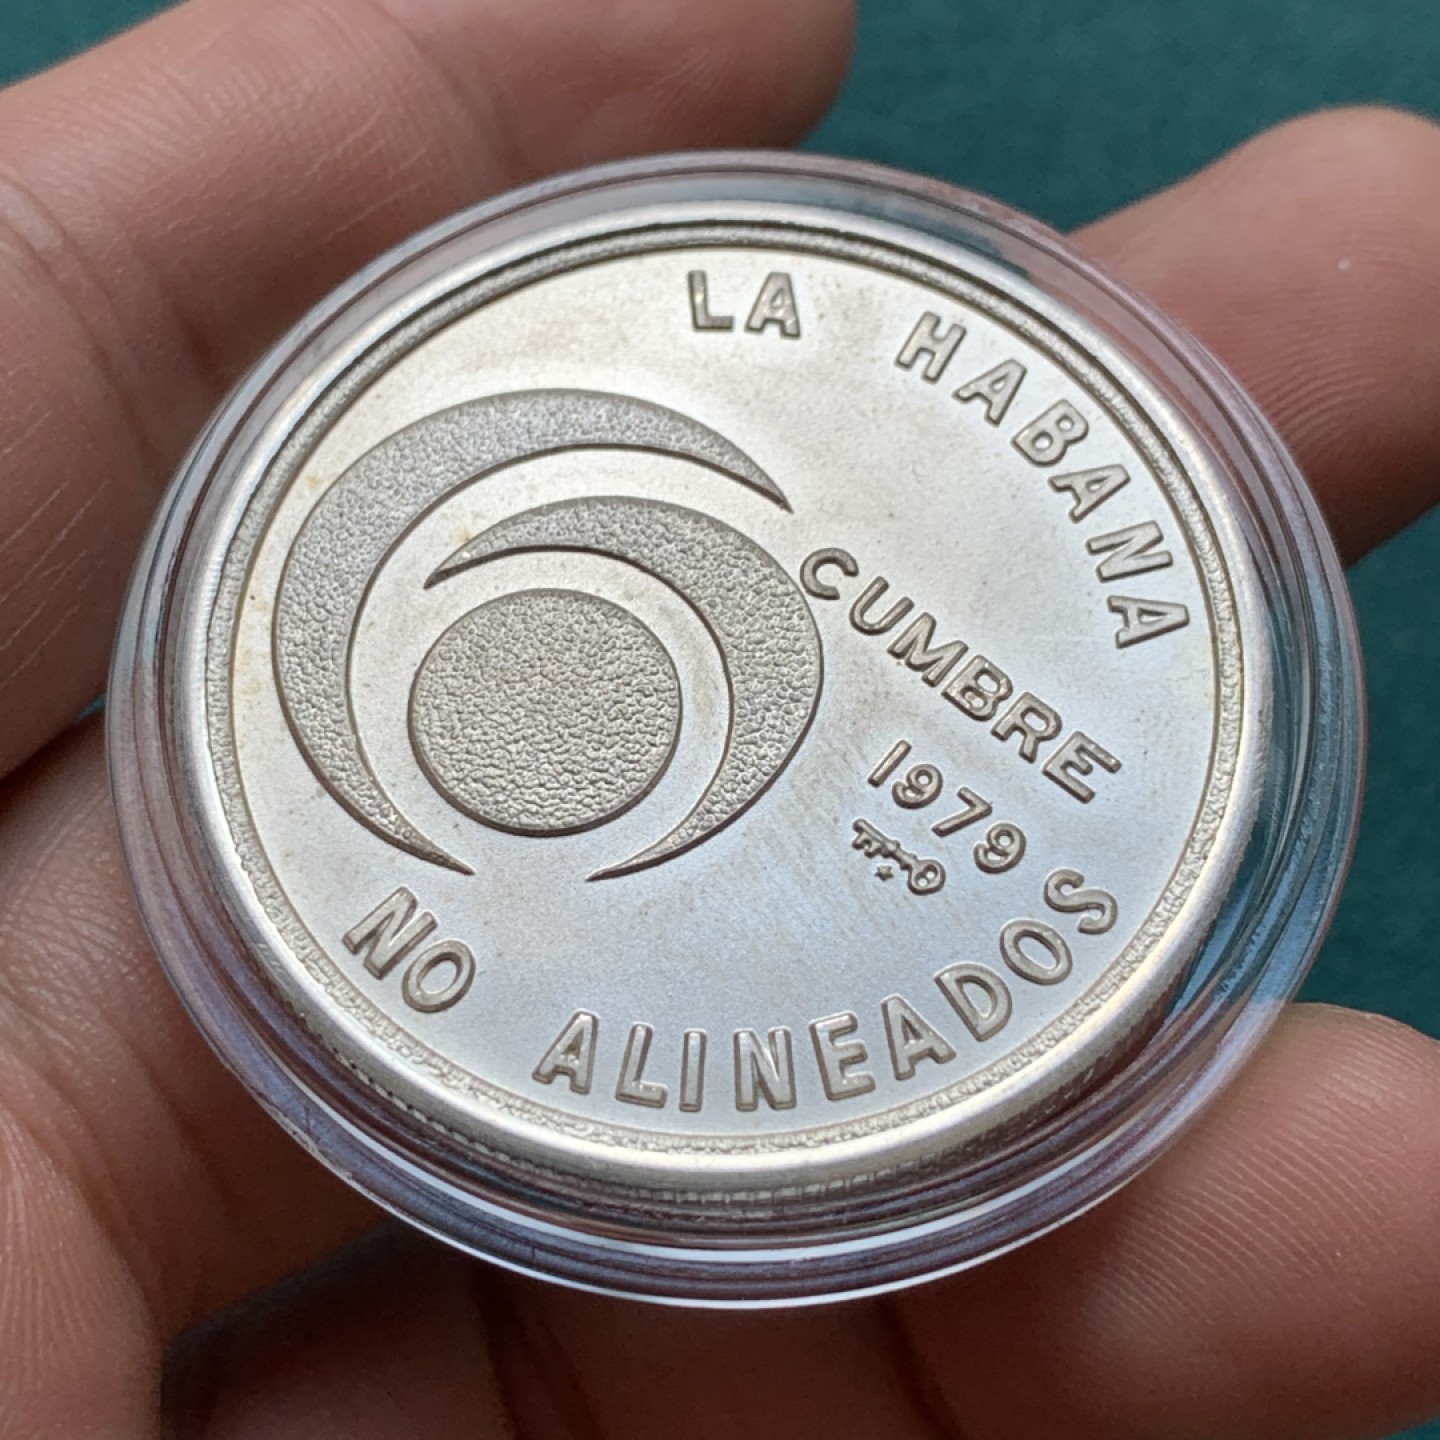 LA HABANA
CUMBRE
1979
NO ALINEADOS